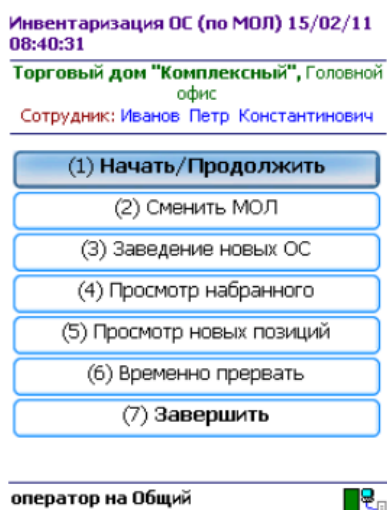 Инвентаризация ОС (по МОЛ) 15/02/11
08:40:31
Торговый дом "Комплексный", Головной
офис
Сотрудник: Иванов Петр Константинович
(1) Начать/Продолжить
(2) Сменить МОЛ
(3) Заведение новых ОС
(4) Просмотр набранного
(5) Просмотр новых позиций
(6) Временно прервать
(7) Завершить
оператор на Общий